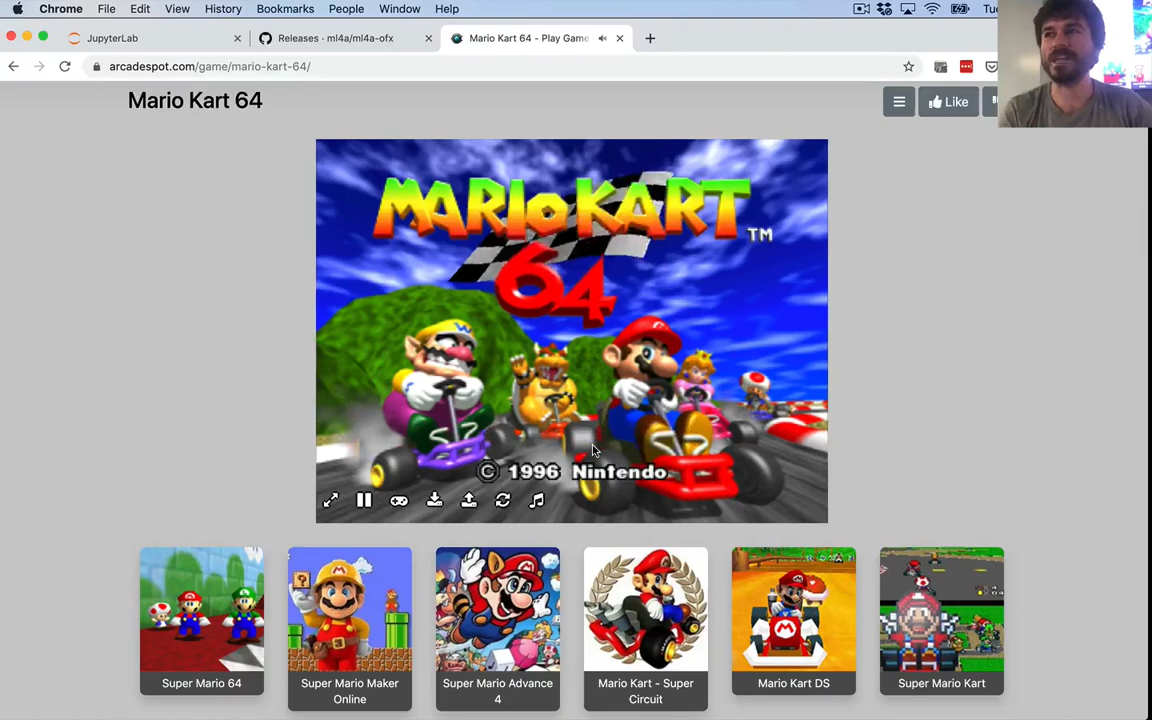 Chrome File Edit View History Bookmarks People Window Help Tue
JupyterLab Releases · ml4a/ml4a-ofx Mario Kart 64 - Play Game
arcadespot.com/game/mario-kart-64/
Mario Kart 64
Like
MARIO KART
TM
64
© 1996 Nintendo
Super Mario 64
Super Mario Maker
Online
Super Mario Advance
4
Mario Kart - Super
Circuit
Mario Kart DS
Super Mario Kart